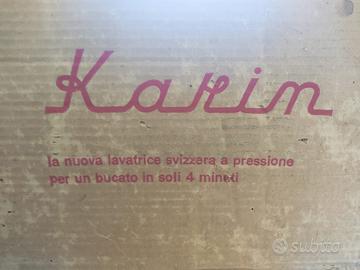 Karin
la nuova lavatrice svizzera a pressione
per un bucato in soli 4 minuti
subito